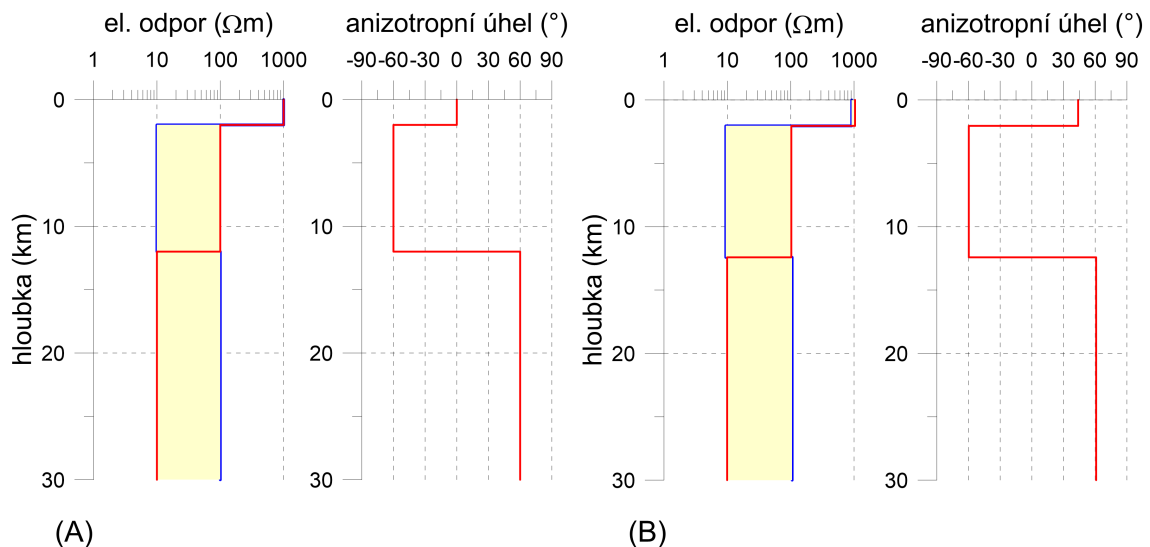 el. odpor (Ωm) anizotropní úhel (°) el. odpor (Ωm) anizotropní úhel (°)
1 10 100 1000 -90 -60 -30 0 30 60 90 1 10 100 1000 -90 -60 -30 0 30 60 90
0 0 0 0
10 10 10 10
hloubka (km) hloubka (km)
20 20 20 20
30 30 30 30
(A) (B)